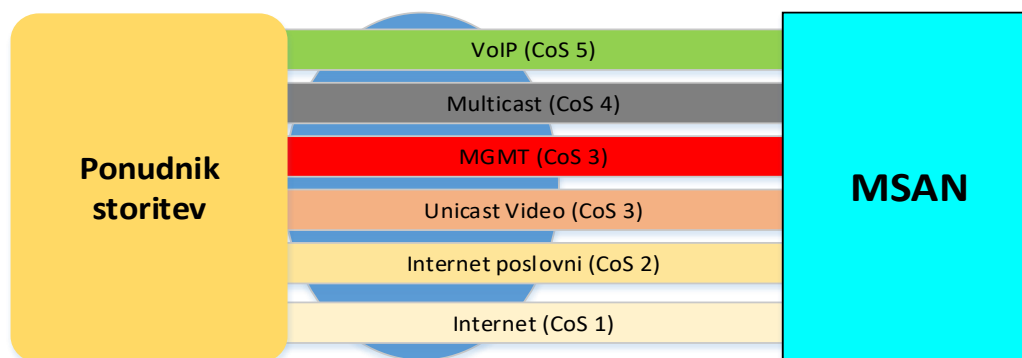 Ponudnik
storitev
VoIP (CoS 5)
Multicast (CoS 4)
MGMT (CoS 3)
Unicast Video (CoS 3)
Internet poslovni (CoS 2)
Internet (CoS 1)
MSAN